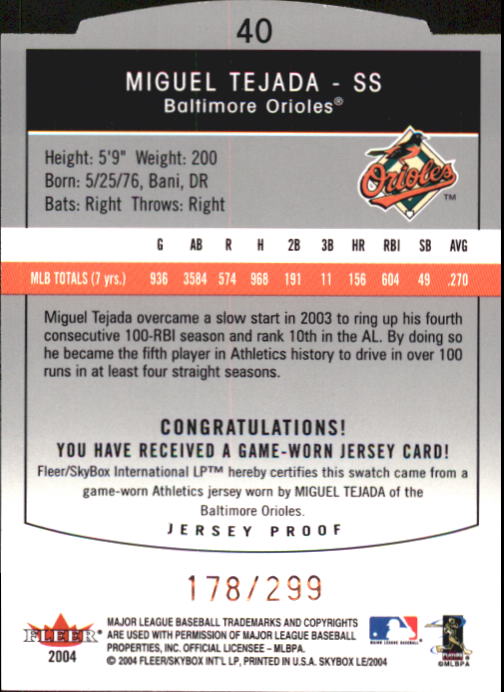 40
MIGUEL TEJADA - SS
Baltimore Orioles®
Height: 5'9" Weight: 200
Born: 5/25/76, Bani, DR
Bats: Right Throws: Right
Orioles
TM
G AB R H 2B 3B HR RBI SB AVG
MLB TOTALS (7 yrs.) 936 3584 574 968 191 11 156 604 49 .270
Miguel Tejada overcame a slow start in 2003 to ring up his fourth
consecutive 100-RBI season and rank 10th in the AL. By doing so
he became the fifth player in Athletics history to drive in over 100
runs in at least four straight seasons.
CONGRATULATIONS!
YOU HAVE RECEIVED A GAME-WORN JERSEY CARD!
Fleer/SkyBox International LP™ hereby certifies this swatch came from a
game-worn Athletics jersey worn by MIGUEL TEJADA of the
Baltimore Orioles.
JERSEY PROOF
178/299
FLEER®
2004
MAJOR LEAGUE BASEBALL TRADEMARKS AND COPYRIGHTS
ARE USED WITH PERMISSION OF MAJOR LEAGUE BASEBALL
PROPERTIES, INC. OFFICIAL LICENSEE - MLBPA.
© 2004 FLEER/SKYBOX INT'L LP, PRINTED IN U.S.A. SKYBOX LE/2004
MAJOR LEAGUE BASEBALL
PLAYERS
©MLBPA